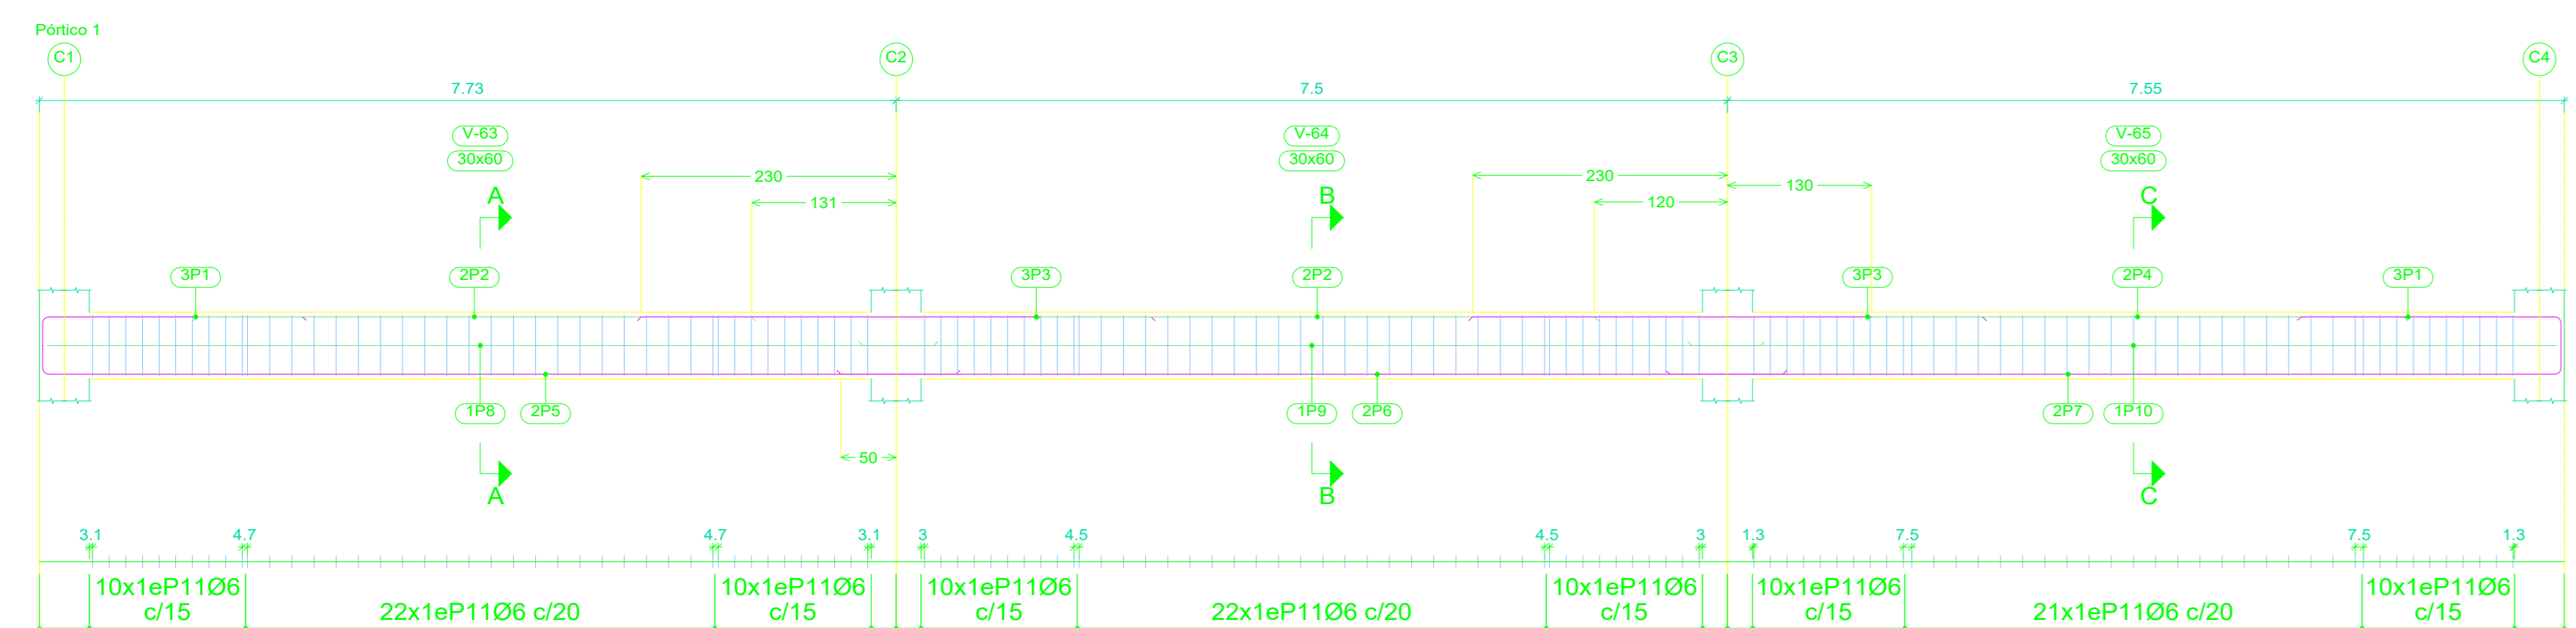 Pórtico 1
C1 C2 C3 C4
7.73 7.5 7.55
V-63 V-64 V-65
30x60 30x60 30x60
230 230 130
A B C
131 120
3P1 2P2 3P3 2P2 3P3 2P4 3P1
1P8 2P5 1P9 2P6 2P7 1P10
50
A B C
3.1 4.7 4.7 3.1 3 4.5 4.5 3 1.3 7.5 7.5 1.3
10x1eP11Ø6 10x1eP11Ø6 10x1eP11Ø6 10x1eP11Ø6 10x1eP11Ø6 10x1eP11Ø6
c/15 22x1eP11Ø6 c/20 c/15 c/15 22x1eP11Ø6 c/20 c/15 c/15 21x1eP11Ø6 c/20 c/15